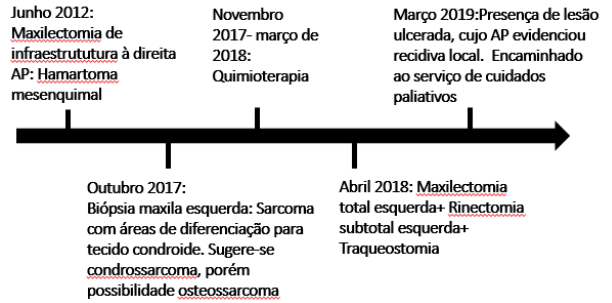 Junho 2012:
Maxilectomia de
infraestrututura à direita
AP: Hamartoma
mesenquimal
Novembro
2017- março de
2018:
Quimioterapia
Março 2019:Presença de lesão
ulcerada, cujo AP evidenciou
recidiva local.  Encaminhado
ao serviço de cuidados
paliativos
Outubro 2017:
Biópsia maxila esquerda: Sarcoma
com áreas de diferenciação para
tecido condroide. Sugere-se
condrossarcoma, porém
possibilidade osteossarcoma
Abril 2018: Maxilectomia
total esquerda+ Rinectomia
subtotal esquerda+
Traqueostomia